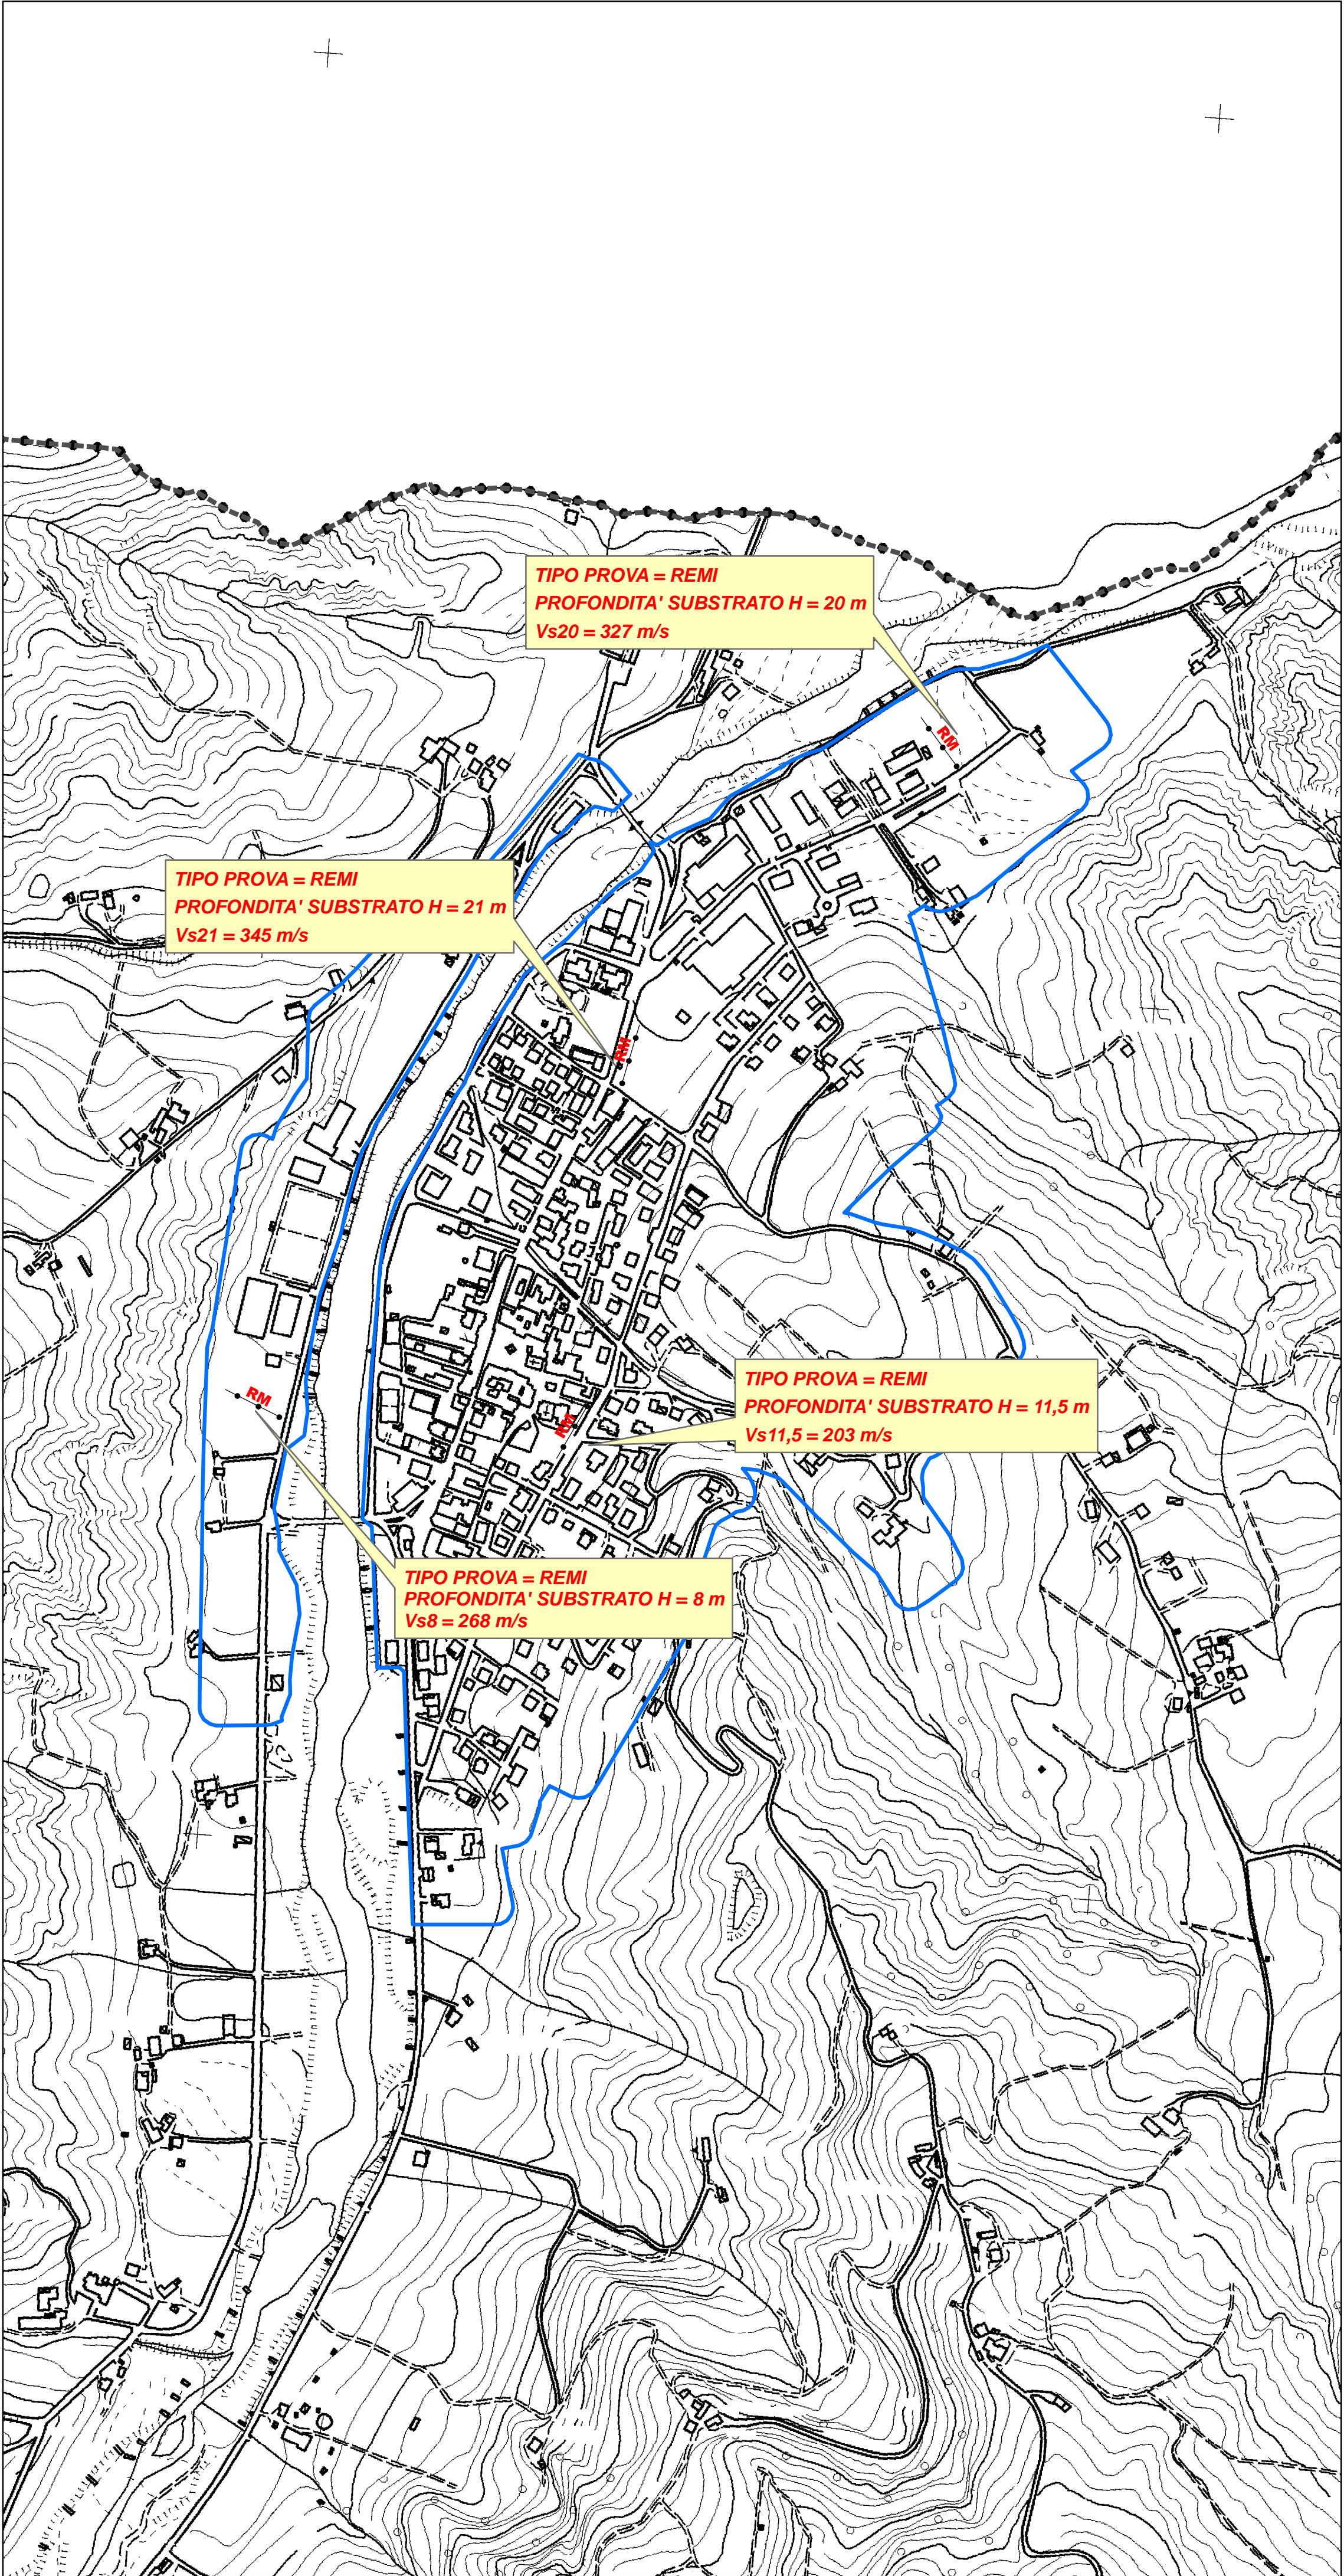 TIPO PROVA = REMI
PROFONDITA' SUBSTRATO H = 20 m
Vs20 = 327 m/s
RM
TIPO PROVA = REMI
PROFONDITA' SUBSTRATO H = 21 m
Vs21 = 345 m/s
RM
TIPO PROVA = REMI
PROFONDITA' SUBSTRATO H = 11,5 m
Vs11,5 = 203 m/s
RM
RM
TIPO PROVA = REMI
PROFONDITA' SUBSTRATO H = 8 m
Vs8 = 268 m/s